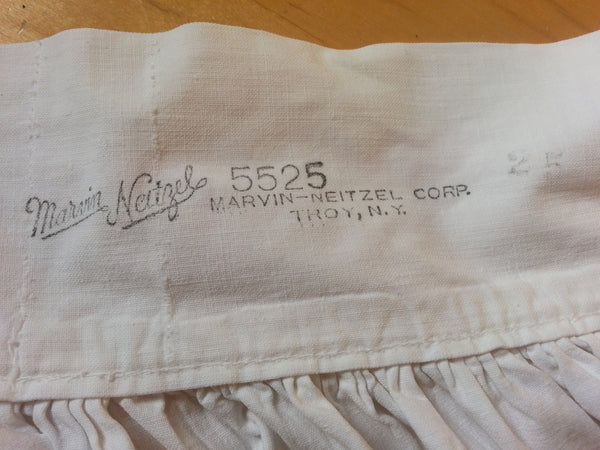 Marvin Neitzel
5525
MARVIN-NEITZEL CORP.
TROY, N.Y.